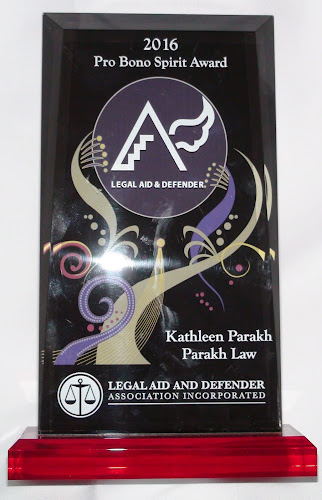 2016
Pro Bono Spirit Award
LEGAL AID & DEFENDER
Kathleen Parakh
Parakh Law
LEGAL AID AND DEFENDER
ASSOCIATION INCORPORATED